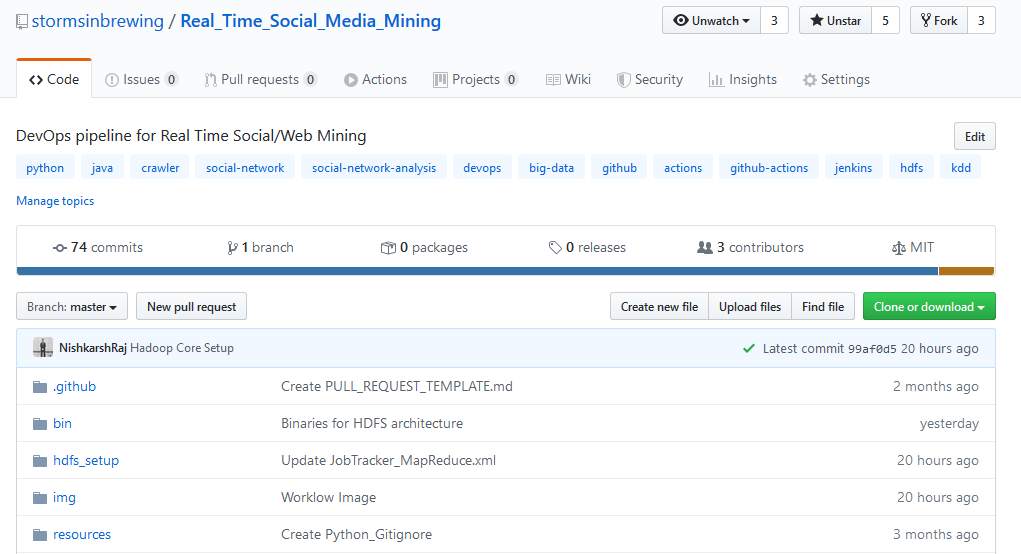 stormsinbrewing / Real_Time_Social_Media_Mining Unwatch 3 Unstar 5 Fork 3
Code Issues 0 Pull requests 0 Actions Projects 0 Wiki Security Insights Settings
DevOps pipeline for Real Time Social/Web Mining Edit
python java crawler social-network social-network-analysis devops big-data github actions github-actions jenkins hdfs kdd
Manage topics
74 commits 1 branch 0 packages 0 releases 3 contributors MIT
Branch: master New pull request Create new file Upload files Find file Clone or download
NishkarshRaj Hadoop Core Setup Latest commit 99af0d5 20 hours ago
.github Create PULL_REQUEST_TEMPLATE.md 2 months ago
bin Binaries for HDFS architecture yesterday
hdfs_setup Update JobTracker_MapReduce.xml 20 hours ago
img Worklow Image 20 hours ago
resources Create Python_Gitignore 3 months ago